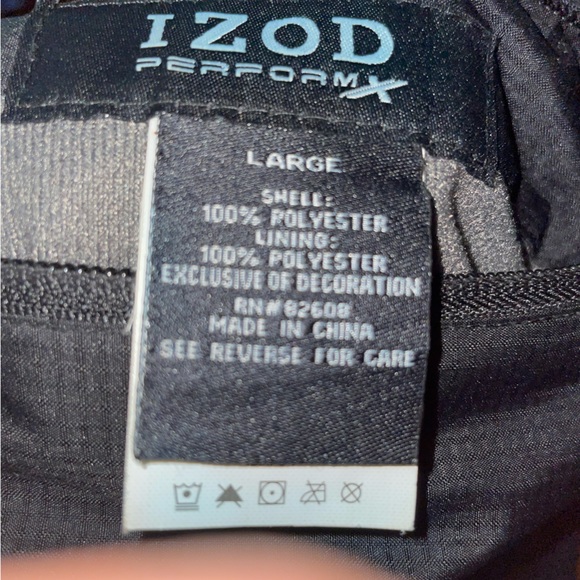 IZOD
PERFORMX
LARGE
SHELL:
100% POLYESTER
LINING:
100% POLYESTER
EXCLUSIVE OF DECORATION
RN#82608
MADE IN CHINA
SEE REVERSE FOR CARE